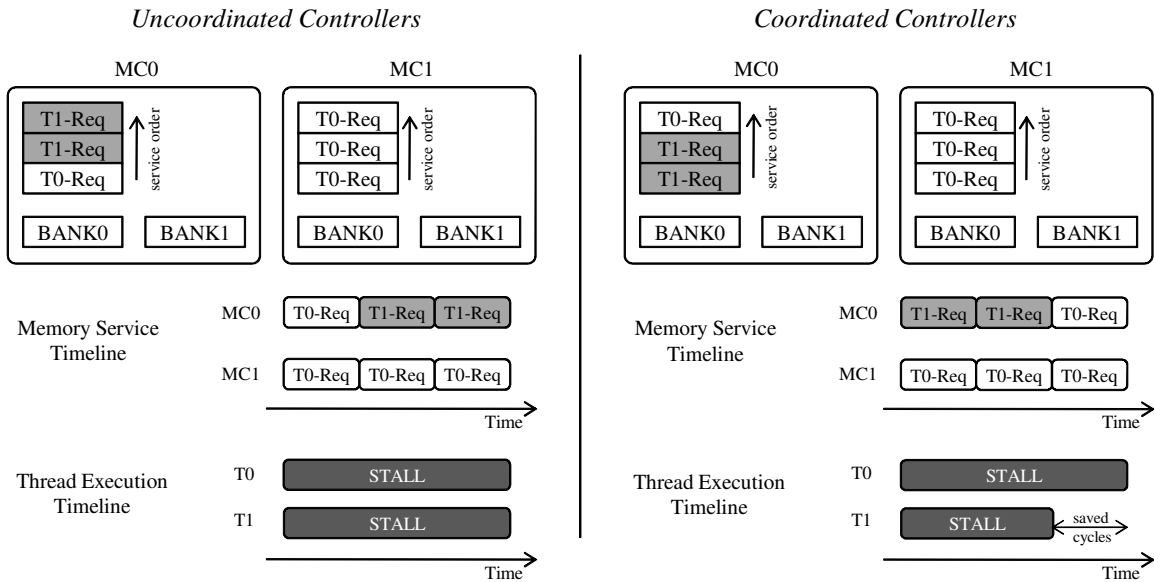 Uncoordinated Controllers
MC0
MC1
T1-Req
T1-Req
T0-Req
service order
T0-Req
T0-Req
T0-Req
service order
BANK0
BANK1
BANK0
BANK1
Memory Service
Timeline
MC0
T0-Req
T1-Req
T1-Req
MC1
T0-Req
T0-Req
T0-Req
Time
Thread Execution
Timeline
T0
STALL
T1
STALL
Time
Coordinated Controllers
MC0
MC1
T0-Req
T1-Req
T1-Req
service order
T0-Req
T0-Req
T0-Req
service order
BANK0
BANK1
BANK0
BANK1
Memory Service
Timeline
MC0
T1-Req
T1-Req
T0-Req
MC1
T0-Req
T0-Req
T0-Req
Time
Thread Execution
Timeline
T0
STALL
T1
STALL
saved
cycles
Time